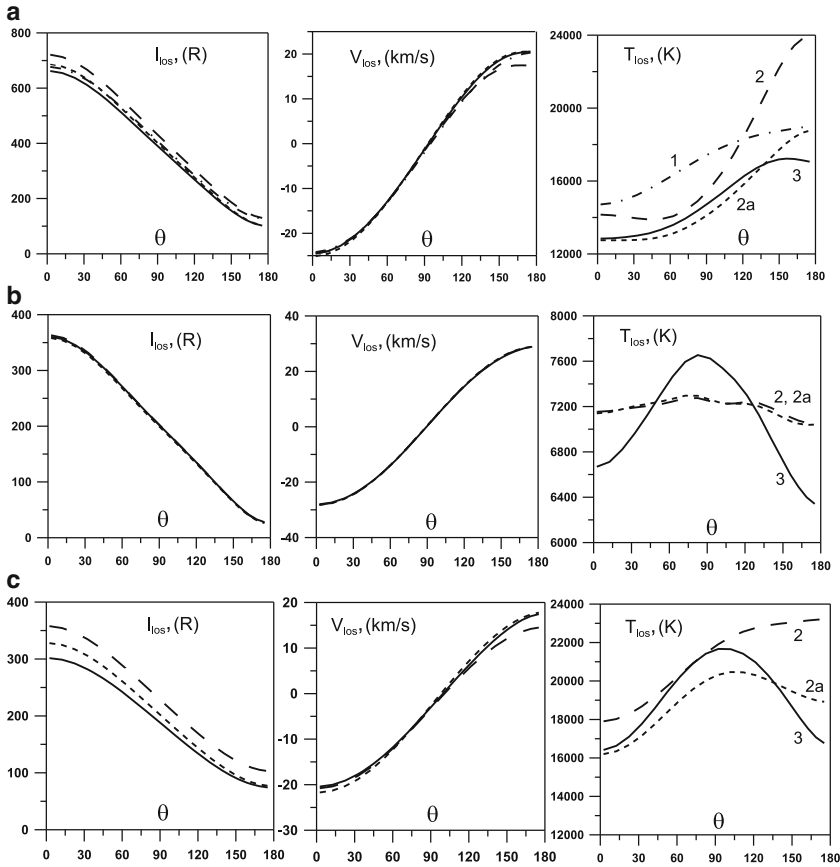 a
I_los, (R)
800
600
400
200
0
θ
0 30 60 90 120 150 180
V_los, (km/s)
20
10
0
-10
-20
θ
0 30 60 90 120 150 180
T_los, (K)
24000
20000
16000
12000
1
2
2a
3
θ
0 30 60 90 120 150 180
b
I_los, (R)
400
300
200
100
0
θ
0 30 60 90 120 150 180
V_los, (km/s)
40
20
0
-20
-40
θ
0 30 60 90 120 150 180
T_los, (K)
8000
7600
7200
6800
6400
6000
2, 2a
3
θ
0 30 60 90 120 150 180
c
I_los, (R)
400
300
200
100
0
θ
0 30 60 90 120 150 180
V_los, (km/s)
20
10
0
-10
-20
-30
θ
0 30 60 90 120 150 180
T_los, (K)
24000
22000
20000
18000
16000
14000
12000
2
2a
3
θ
0 30 60 90 120 150 180